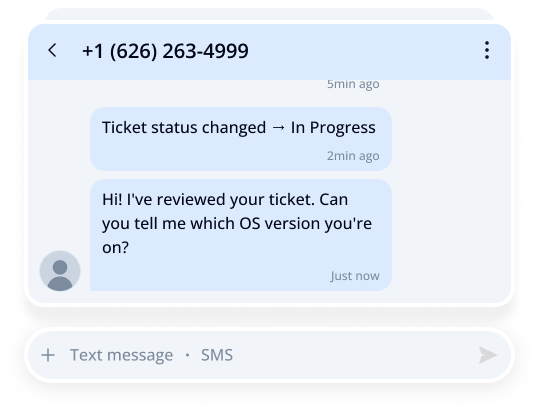 +1 (626) 263-4999
5min ago
Ticket status changed → In Progress
2min ago
Hi! I've reviewed your ticket. Can
you tell me which OS version you're
on?
Just now
Text message • SMS